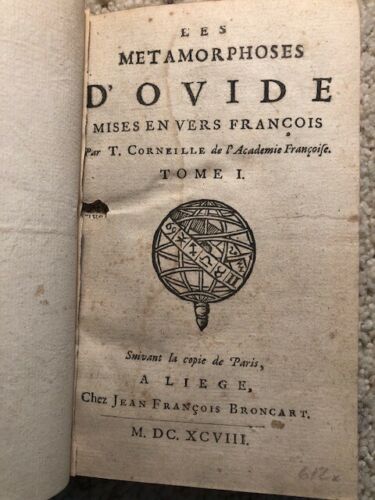 LES
METAMORPHOSES
D'OVIDE
MISES EN VERS FRANÇOIS
Par T. CORNEILLE de l'Academie Françoise.
TOME I.
Suivant la copie de Paris,
A LIEGE,
Chez JEAN FRANÇOIS BRONCART.
M. DC. XCVIII.